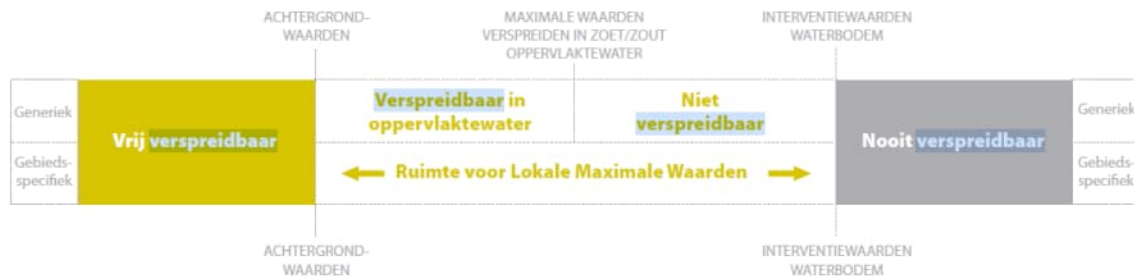 ACHTERGROND-
WAARDEN
MAXIMALE WAARDEN
VERSPREIDEN IN ZOET/ZOUT
OPPERVLAKTEWATER
INTERVENTIEWAARDEN
WATERBODEM
Generiek
Vrij verspreidbaar
Verspreidbaar in
oppervlaktewater
Niet
verspreidbaar
Nooit verspreidbaar
Generiek
Gebieds-
specifiek
Ruimte voor Lokale Maximale Waarden
Gebieds-
specifiek
ACHTERGROND-
WAARDEN
INTERVENTIEWAARDEN
WATERBODEM